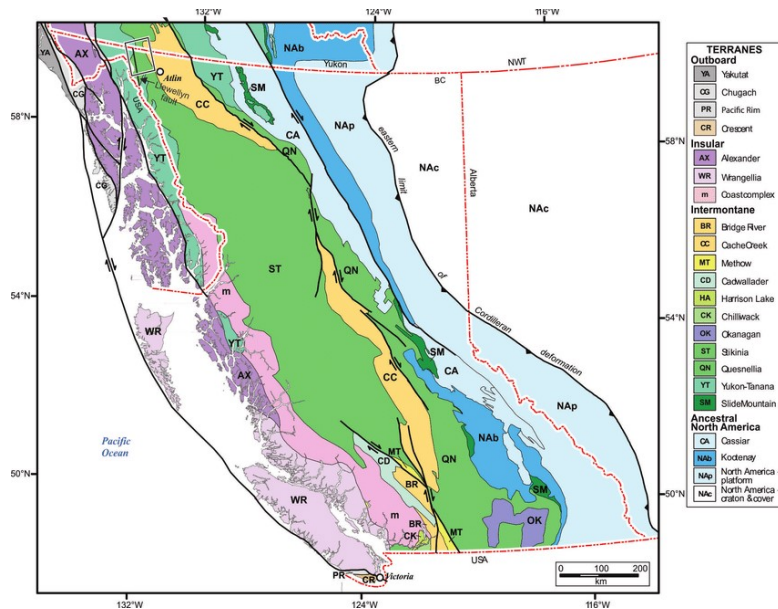 132°W
124°W
116°W
YA
AX
YT
NAb
Yukon
NWT
BC
Atlin
Llewellyn
fault
CG
USA
58°N
YT
SM
CC
CA
NAp
58°N
QN
eastern
limit
of
Cordilleran
deformation
NAc
Alberta
NAc
YT
CG
ST
QN
m
54°N
54°N
WR
YT
AX
CC
SM
CA
NAp
Pacific
Ocean
50°N
NAb
QN
MT
CD
BR
SM
50°N
WR
m
BR
CK
MT
OK
USA
PR
CR
Victoria
0 100 200
km
132°W
124°W
116°W
TERRANES
Outboard
YA Yakutat
CG Chugach
PR Pacific Rim
CR Crescent
Insular
AX Alexander
WR Wrangellia
m Coastcomplex
Intermontane
BR Bridge River
CC CacheCreek
MT Methow
CD Cadwallader
HA Harrison Lake
CK Chilliwack
OK Okanagan
ST Stikinia
QN Quesnellia
YT Yukon-Tanana
SM SlideMountain
Ancestral
North America
CA Cassiar
NAb Kootenay
NAp North America -
platform
NAc North America -
craton & cover